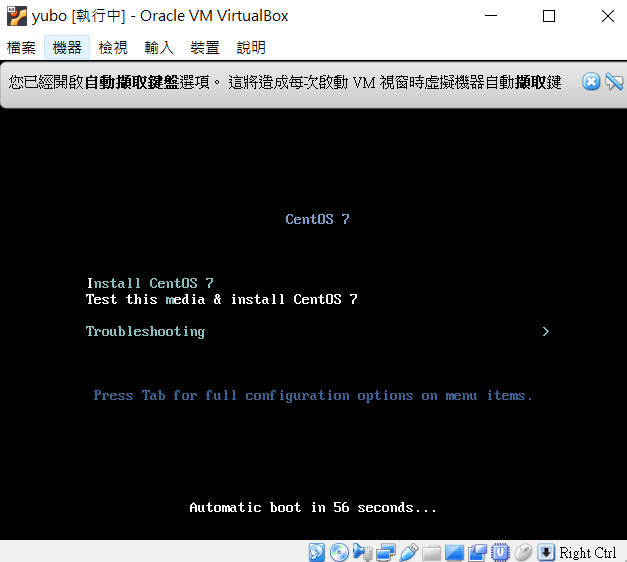 yubo [執行中] - Oracle VM VirtualBox
檔案 機器 檢視 輸入 裝置 說明
您已經開啟自動擷取鍵盤選項。 這將造成每次啟動 VM 視窗時虛擬機器自動擷取鍵
CentOS 7
Install CentOS 7
Test this media & install CentOS 7
Troubleshooting >
Press Tab for full configuration options on menu items.
Automatic boot in 56 seconds...
Right Ctrl